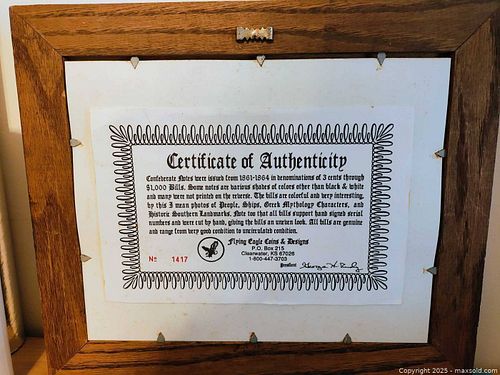 Certificate of Authenticity
Confederate Notes were issued from 1861-1864 in denominations of 3 cents through
$1,000 Bills. Some notes are various shades of colors other than black & white
and many were not printed on the reverse. The bills are colorful and very interesting,
by this I mean photos of People, Ships, Greek Mythology Characters, and
Historic Southern Landmarks. Note too that all bills support hand signed serial
numbers and were cut by hand, giving the bills an uneven look. All bills are genuine
and range from very good condition to uncirculated condition.
Flying Eagle Coins & Designs
P.O. Box 215
Clearwater, KS 67026
1-800-447-3703
No 1417
President
Copyright 2025 - maxsold.com